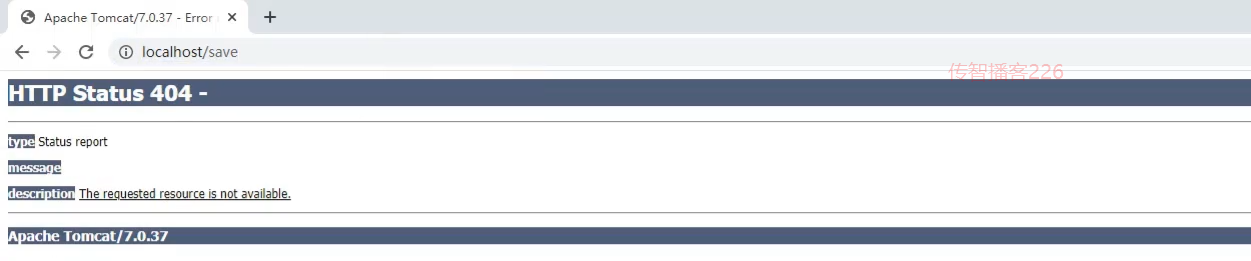 Apache Tomcat/7.0.37 - Error
localhost/save
传智播客226
HTTP Status 404 -
type Status report
message
description The requested resource is not available.
Apache Tomcat/7.0.37